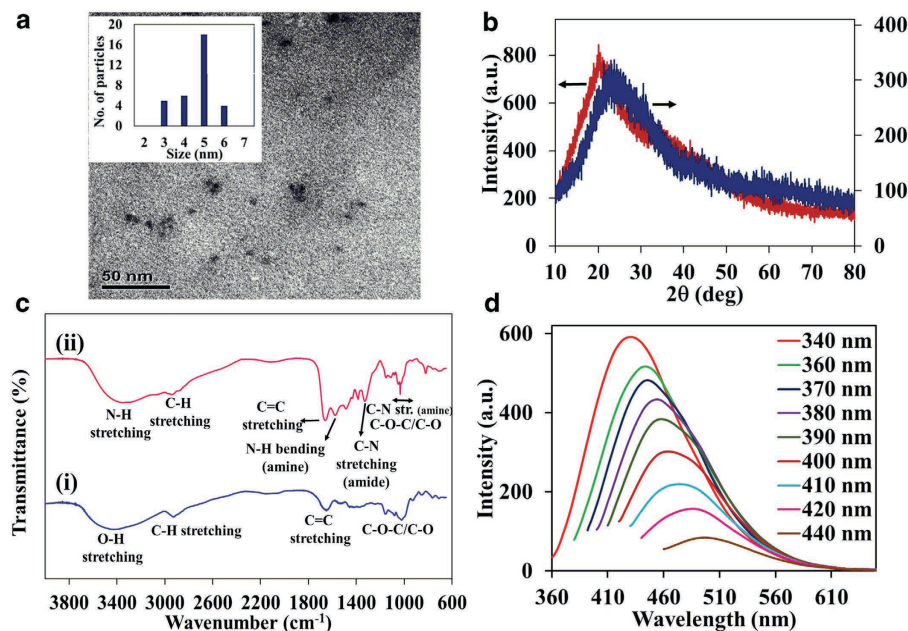 a
20
16
12
8
4
0
No. of particles
2 3 4 5 6 7
Size (nm)
50 nm
b
800
600
400
200
0
Intensity (a.u.)
400
300
200
100
0
10 20 30 40 50 60 70 80
2θ (deg)
c
(ii)
N-H
stretching
C-H
stretching
C=C
stretching
N-H bending
(amine)
C-N
stretching
(amide)
C-N str. (amine)
C-O-C/C-O
(i)
O-H
stretching
C-H stretching
C=C
stretching
C-O-C/C-O
Transmittance (%)
3800 3000 2200 1400 600
Wavenumber (cm⁻¹)
d
600
400
200
0
Intensity (a.u.)
360 410 460 510 560 610
Wavelength (nm)
340 nm
360 nm
370 nm
380 nm
390 nm
400 nm
410 nm
420 nm
440 nm